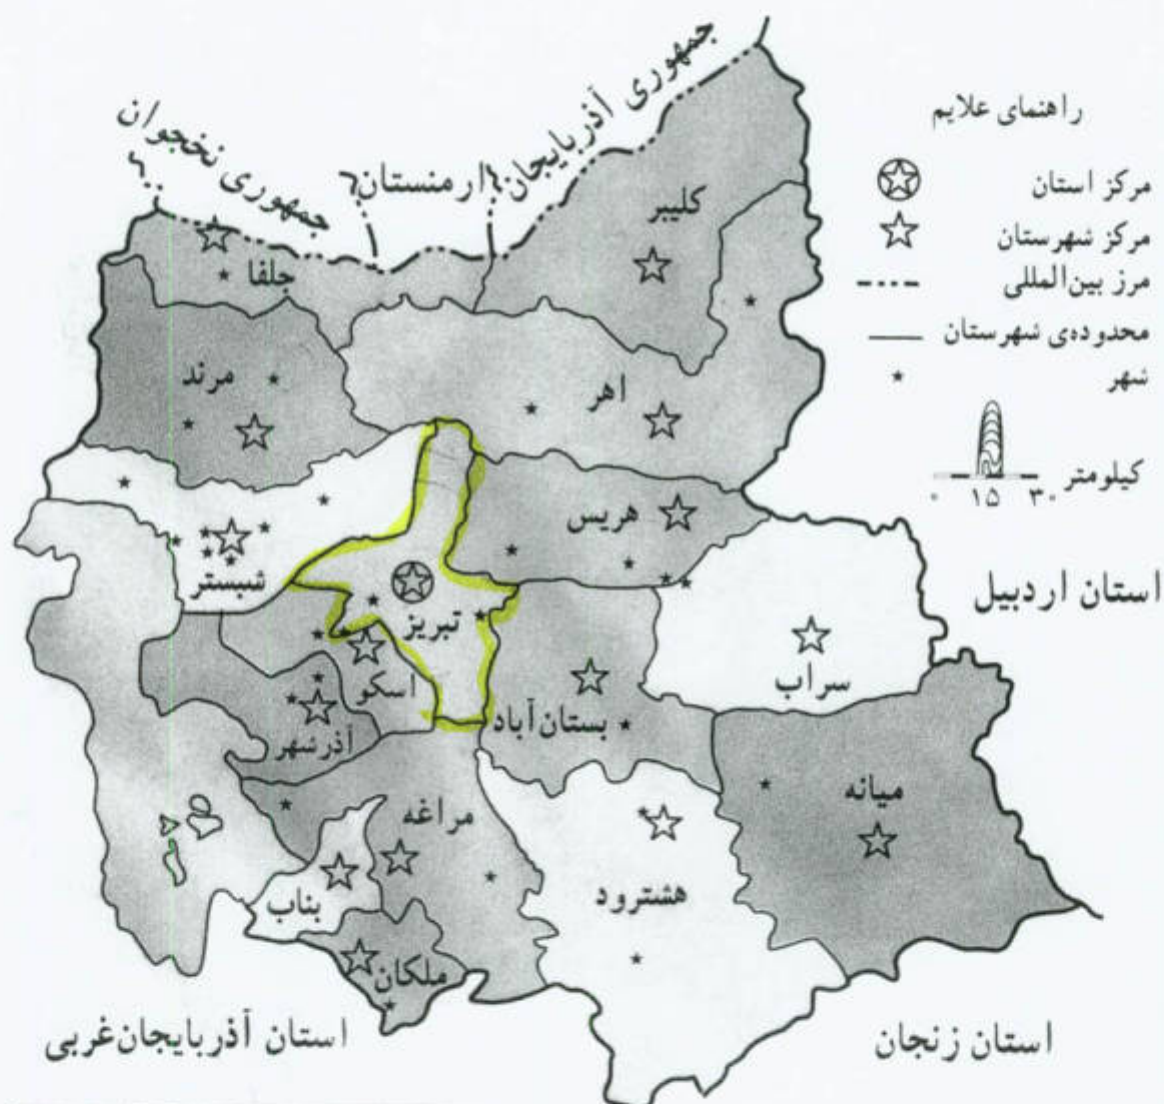 جمهوری نخجوان
ارمنستان
جمهوری آذربایجان
راهنمای علایم
مرکز استان
مرکز شهرستان
مرز بین‌المللی
محدوده‌ی شهرستان
شهر
کیلومتر
۰ ۱۵ ۳۰
کلیبر
جلفا
مرند
اهر
هریس
شبستر
تبریز
استان اردبیل
سراب
اسکو
بستان‌آباد
آذرشهر
میانه
مراغه
هشترود
بناب
ملکان
استان آذربایجان‌غربی
استان زنجان